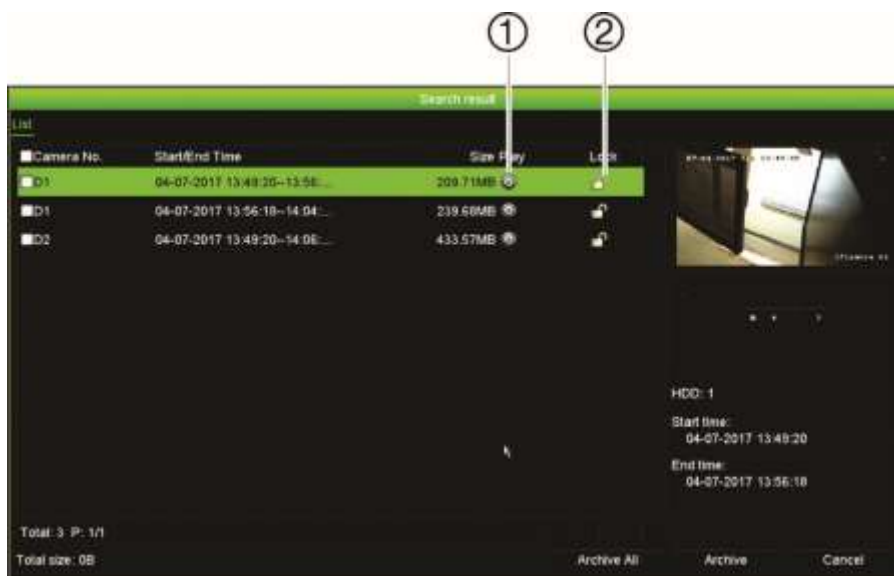 ① ②
Search result
List
Camera No. Start/End Time Size Play Lock
D1 04-07-2017 13:49:20--13:56:... 209.71MB
D1 04-07-2017 13:56:18--14:04:... 239.68MB
D2 04-07-2017 13:49:20--14:06:... 433.57MB
HDD: 1
Start time:
04-07-2017 13:49:20
End time:
04-07-2017 13:56:18
Total: 3 P: 1/1
Total size: 0B Archive All Archive Cancel